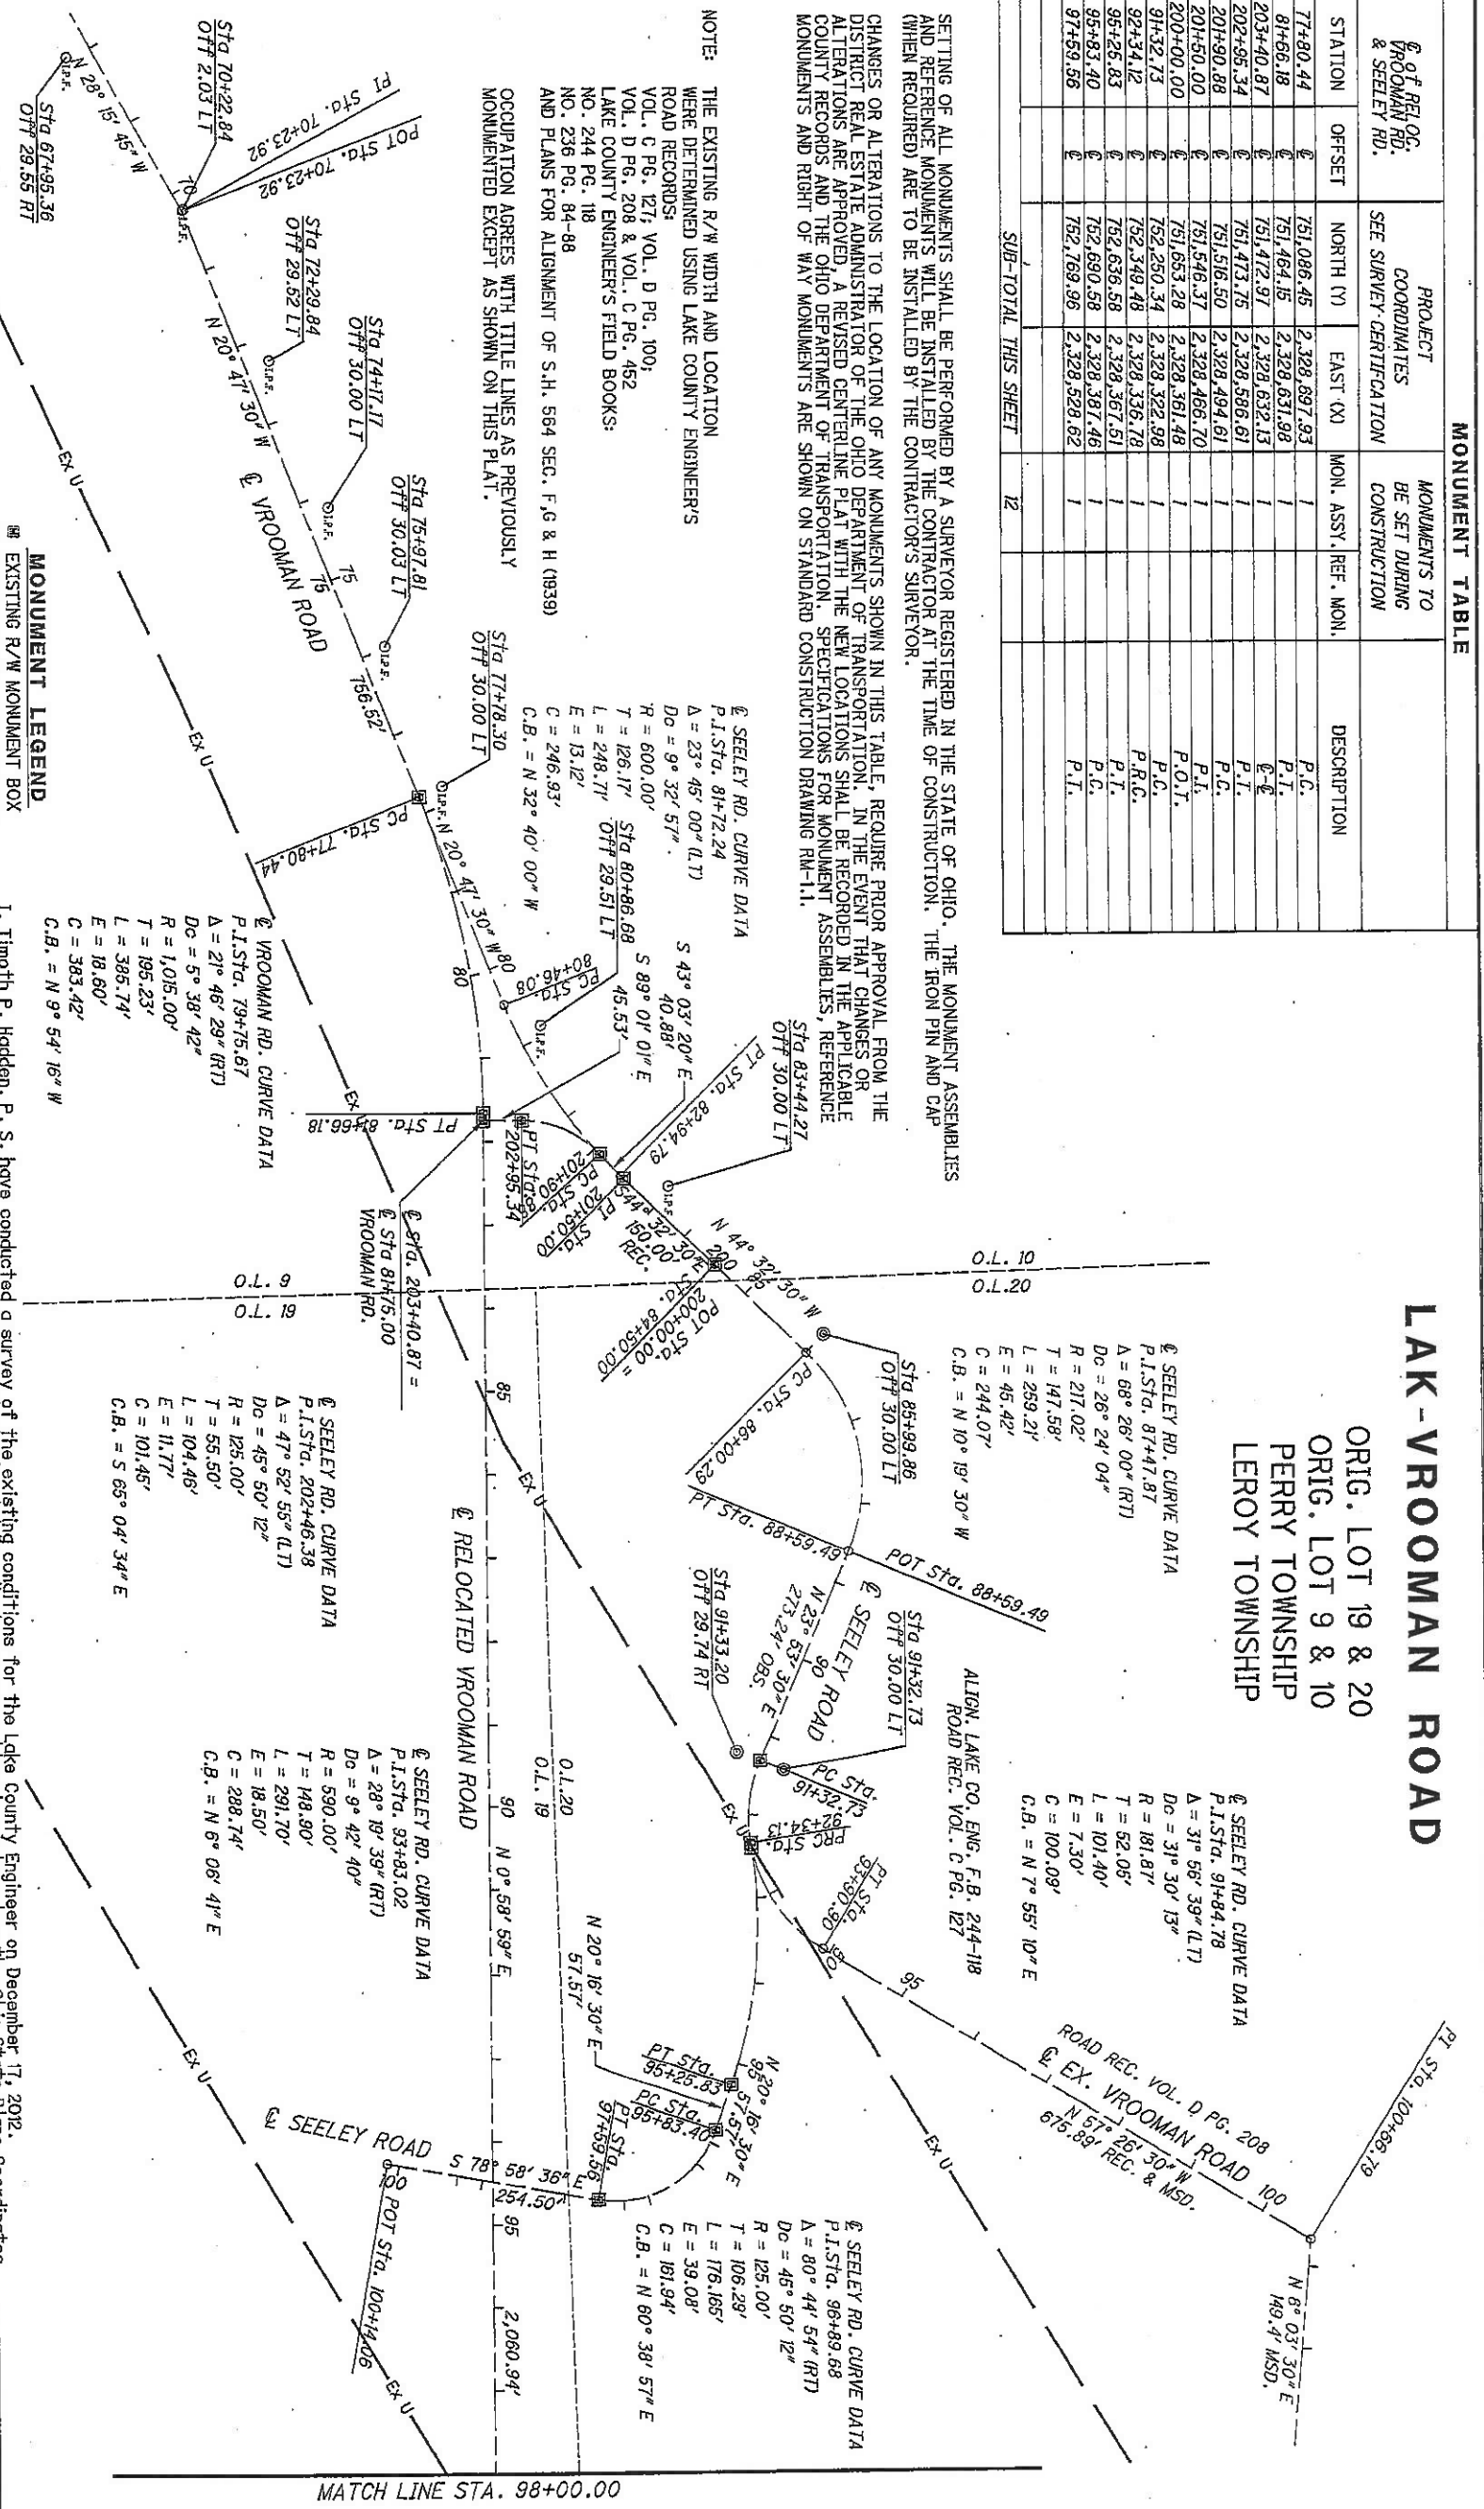 LAK-VROOMAN ROAD
ORIG. LOT 19 & 20
ORIG. LOT 9 & 10
PERRY TOWNSHIP
LEROY TOWNSHIP
MONUMENT TABLE
℄ of RELOC. VROOMAN RD. & SEELEY RD.
PROJECT COORDINATES SEE SURVEY CERTIFCATION
MONUMENTS TO BE SET DURING CONSTRUCTION
DESCRIPTION
STATION OFFSET NORTH (Y) EAST (X) MON. ASSY. REF. MON.
77+80.44 ℄ 751,086.45 2,328,697.93 1 P.C.
81+66.18 ℄ 751,464.15 2,328,631.98 1 P.T.
203+40.87 ℄ 751,472.97 2,328,632.13 1 ℄-℄
202+95.34 ℄ 751,473.75 2,328,586.61 1 P.T.
201+90.88 ℄ 751,516.50 2,328,494.61 1 P.C.
201+50.00 ℄ 751,546.37 2,328,466.70 1 P.I.
200+00.00 ℄ 751,653.28 2,328,361.48 1 P.O.T.
91+32.73 ℄ 752,250.34 2,328,322.98 1 P.C.
92+34.12 ℄ 752,349.48 2,328,336.78 1 P.R.C.
95+25.83 ℄ 752,636.58 2,328,367.51 1 P.T.
95+83.40 ℄ 752,690.58 2,328,387.46 1 P.C.
97+59.56 ℄ 752,769.96 2,328,528.62 1 P.T.
SUB-TOTAL THIS SHEET 12
SETTING OF ALL MONUMENTS SHALL BE PERFORMED BY A SURVEYOR REGISTERED IN THE STATE OF OHIO. THE MONUMENT ASSEMBLIES
AND REFERENCE MONUMENTS WILL BE INSTALLED BY THE CONTRACTOR AT THE TIME OF CONSTRUCTION. THE IRON PIN AND CAP
(WHEN REQUIRED) ARE TO BE INSTALLED BY THE CONTRACTOR'S SURVEYOR.
CHANGES OR ALTERATIONS TO THE LOCATION OF ANY MONUMENTS SHOWN IN THIS TABLE, REQUIRE PRIOR APPROVAL FROM THE
DISTRICT REAL ESTATE ADMINISTRATOR OF THE OHIO DEPARTMENT OF TRANSPORTATION. IN THE EVENT THAT CHANGES OR
ALTERATIONS ARE APPROVED, A REVISED CENTERLINE PLAT WITH THE NEW LOCATIONS SHALL BE RECORDED IN THE APPLICABLE
COUNTY RECORDS AND THE OHIO DEPARTMENT OF TRANSPORTATION. SPECIFICATIONS FOR MONUMENT ASSEMBLIES, REFERENCE
MONUMENTS AND RIGHT OF WAY MONUMENTS ARE SHOWN ON STANDARD CONSTRUCTION DRAWING RM-1.1.
NOTE: THE EXISTING R/W WIDTH AND LOCATION
WERE DETERMINED USING LAKE COUNTY ENGINEER'S
ROAD RECORDS:
VOL. C PG. 127, VOL. D PG. 100;
VOL. D PG. 208 & VOL. C PG. 452
LAKE COUNTY ENGINEER'S FIELD BOOKS:
NO. 244 PG. 118
NO. 236 PG. 84-88
AND PLANS FOR ALIGNMENT OF S.H. 564 SEC. F,G & H (1939)
OCCUPATION AGREES WITH TITLE LINES AS PREVIOUSLY
MONUMENTED EXCEPT AS SHOWN ON THIS PLAT.
℄ SEELEY RD. CURVE DATA
P.I.Sta. 81+72.24
Δ = 23° 45' 00" (LT)
Dc = 9° 32' 57"
R = 600.00'
T = 126.17'
L = 248.71'
E = 13.12'
C = 246.93'
C.B. = N 32° 40' 00" W
℄ SEELEY RD. CURVE DATA
P.I.Sta. 87+47.87
Δ = 68° 26' 00" (RT)
Dc = 26° 24' 04"
R = 217.02'
T = 147.58'
L = 259.21'
E = 45.42'
C = 244.07'
C.B. = N 10° 19' 30" W
℄ SEELEY RD. CURVE DATA
P.I.Sta. 91+84.78
Δ = 31° 56' 39" (LT)
Dc = 31° 30' 13"
R = 181.87'
T = 52.05'
L = 101.40'
E = 7.30'
C = 100.09'
C.B. = N 7° 55' 10" E
ALIGN. LAKE CO. ENG. F.B. 244-118
ROAD REC. VOL. C PG. 127
℄ SEELEY RD. CURVE DATA
P.I.Sta. 96+89.68
Δ = 80° 44' 54" (RT)
Dc = 45° 50' 12"
R = 125.00'
T = 106.29'
L = 176.165'
E = 39.08'
C = 161.94'
C.B. = N 60° 38' 57" E
℄ VROOMAN RD. CURVE DATA
P.I.Sta. 79+75.67
Δ = 21° 46' 29" (RT)
Dc = 5° 38' 42"
R = 1,015.00'
T = 195.23'
L = 385.74'
E = 18.60'
C = 383.42'
C.B. = N 9° 54' 16" W
℄ SEELEY RD. CURVE DATA
P.I.Sta. 202+46.38
Δ = 47° 52' 55" (LT)
Dc = 45° 50' 12"
R = 125.00'
T = 55.50'
L = 104.46'
E = 11.77'
C = 101.45'
C.B. = S 65° 04' 34" E
℄ SEELEY RD. CURVE DATA
P.I.Sta. 93+83.02
Δ = 28° 19' 39" (RT)
Dc = 9° 42' 40"
R = 590.00'
T = 148.90'
L = 291.70'
E = 18.50'
C = 288.74'
C.B. = N 6° 06' 41" E
Sta 70+22.84
Off 2.03 LT
PI Sta. 70+23.92
POT Sta. 70+23.92
Sta 72+29.84
Off 29.52 LT
Sta 74+17.17
Off 30.00 LT
Sta 75+97.81
Off 30.03 LT
Sta 77+78.30
Off 30.00 LT
Sta 80+86.68
Off 29.51 LT
Sta 83+44.27
Off 30.00 LT
Sta 85+99.86
Off 30.00 LT
Sta 91+32.73
Off 30.00 LT
Sta 91+33.20
Off 29.74 RT
Sta 67+95.36
Off 29.55 RT
N 28° 15' 45" W
70
I.P.F.
I.P.F.
I.P.F.
I.P.F.
I.P.F.
I.P.F.
I.P.F.
I.P.F.
N 20° 47' 30" W
℄ VROOMAN ROAD
75
75
756.52'
PC Sta. 77+80.44
N 20° 47' 30" W
80
80
PC Sta. 80+46.08
S 43° 03' 20" E
40.88'
S 89° 01' 01" E
45.53'
PT Sta. 82+94.79
PT Sta. 81+66.18
PT Sta. 202+95.34
PC Sta. 201+90.88
PI Sta. 201+50.00
S44° 32' 30"E
150.00' REC.
POT Sta. 200+00.00 =
Sta. 84+50.00
200
85
N 44° 32' 30" W
℄ Sta. 203+40.87 =
℄ Sta 81+75.00
VROOMAN RD.
O.L. 10
O.L.20
O.L. 9
O.L. 19
PC Sta. 86+00.29
PT Sta. 88+59.49
POT Sta. 88+59.49
℄ SEELEY ROAD
90
N 23° 53' 30" E
273.24' OBS.
PC Sta. 91+32.73
PRC Sta. 92+34.13
PT Sta. 93+90.90
50
95
ROAD REC. VOL. D PG. 208
℄ EX. VROOMAN ROAD
N 57° 26' 30" W
675.89' REC. & MSD.
100
PI Sta. 100+66.79
N 8° 03' 30" E
149.4' MSD.
85
℄ RELOCATED VROOMAN ROAD
90
N 0° 58' 59" E
O.L.20
O.L. 19
N 20° 16' 30" E
57.57'
PT Sta. 95+25.83
95
N 20° 16' 30" E
57.57'
PC Sta. 95+83.40
PT Sta. 97+59.56
℄ SEELEY ROAD
S 78° 58' 36" E
254.50'
100
POT Sta. 100+14.06
95
2,060.94'
MATCH LINE STA. 98+00.00
EX U
EX U
EX U
EX U
EX U
EX U
EX U
EX U
EX U
MONUMENT LEGEND
EXISTING R/W MONUMENT BOX
I, Timoth P. Hadden, P. S. have conducted a survey of the existing conditions for the Lake County Engineer on December 17, 2012.